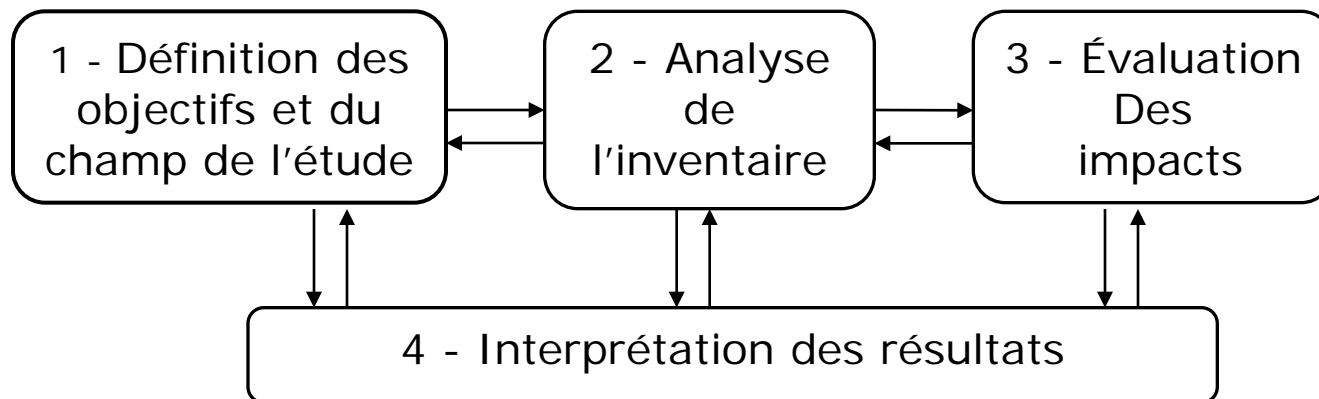 1 - Définition des
objectifs et du
champ de l'étude
2 - Analyse
de
l'inventaire
3 - Évaluation
Des
impacts
4 - Interprétation des résultats